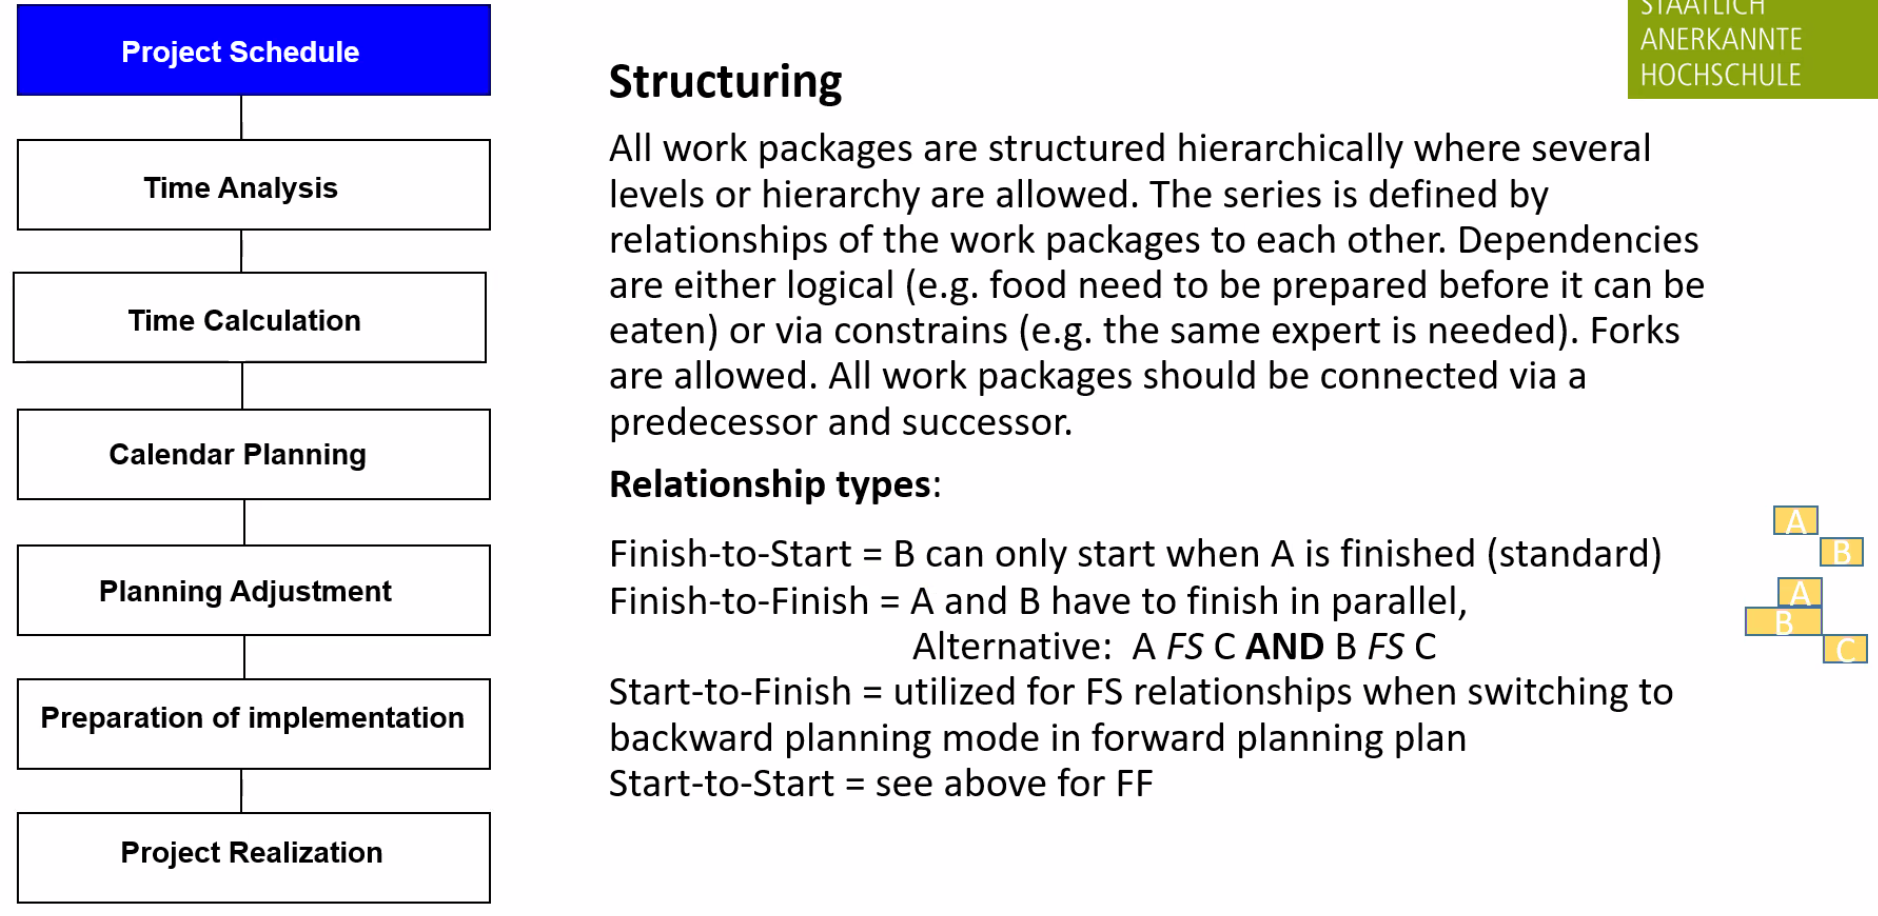 Project Schedule
Time Analysis
Time Calculation
Calendar Planning
Planning Adjustment
Preparation of implementation
Project Realization
STAATLICH
ANERKANNTE
HOCHSCHULE
Structuring
All work packages are structured hierarchically where several
levels or hierarchy are allowed. The series is defined by
relationships of the work packages to each other. Dependencies
are either logical (e.g. food need to be prepared before it can be
eaten) or via constrains (e.g. the same expert is needed). Forks
are allowed. All work packages should be connected via a
predecessor and successor.
Relationship types:
Finish-to-Start = B can only start when A is finished (standard)
Finish-to-Finish = A and B have to finish in parallel,
Alternative: A FS C AND B FS C
Start-to-Finish = utilized for FS relationships when switching to
backward planning mode in forward planning plan
Start-to-Start = see above for FF
A
B
A
B
C